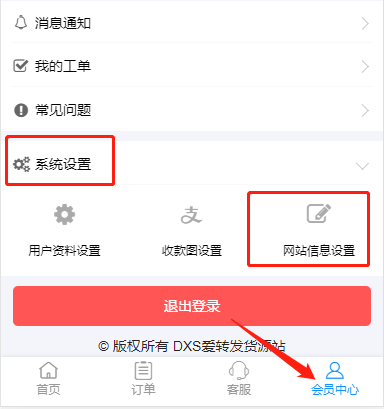 消息通知
我的工单
常见问题
系统设置
用户资料设置 收款图设置 网站信息设置
退出登录
© 版权所有 DXS爱转发货源站
首页 订单 客服 会员中心